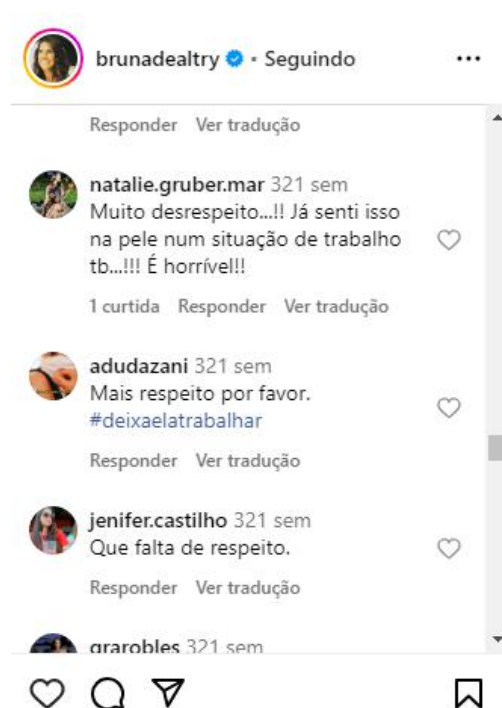 brunadealtry • Seguindo
Responder Ver tradução
natalie.gruber.mar 321 sem
Muito desrespeito...!! Já senti isso
na pele num situação de trabalho
tb...!!! É horrível!!
1 curtida Responder Ver tradução
adudazani 321 sem
Mais respeito por favor.
#deixaelatrabalhar
Responder Ver tradução
jenifer.castilho 321 sem
Que falta de respeito.
Responder Ver tradução
grarobles 321 sem